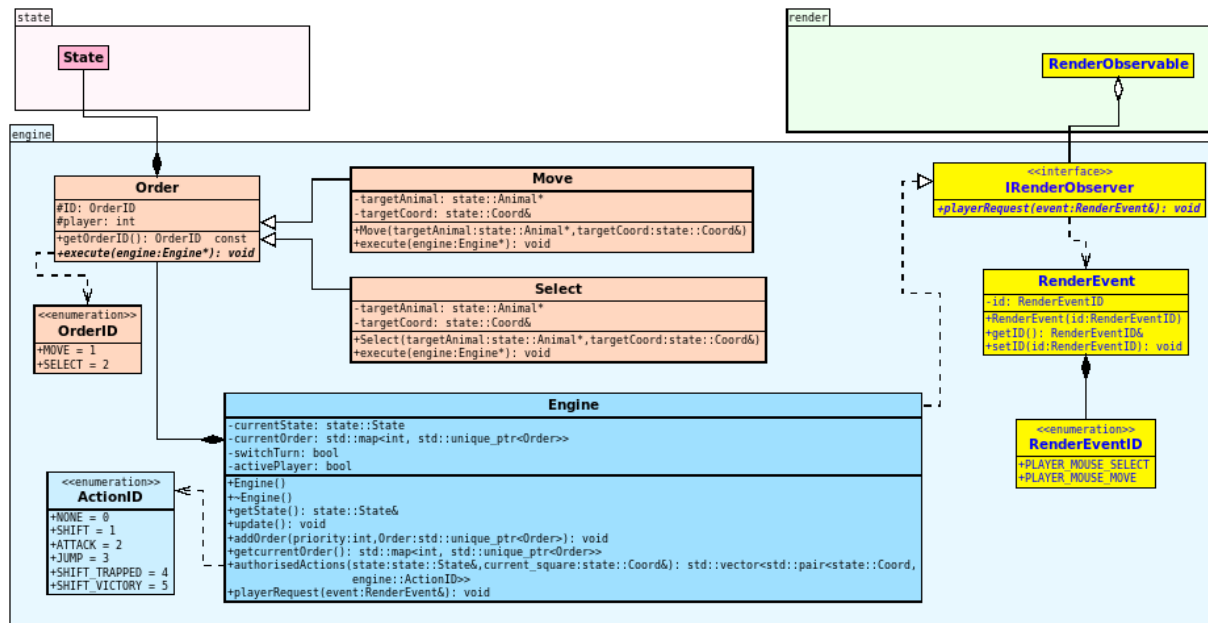 state
State
render
RenderObservable
engine
Order
#ID: OrderID
#player: int
+getOrderID(): OrderID  const
+execute(engine:Engine*): void
Move
-targetAnimal: state::Animal*
-targetCoord: state::Coord&
+Move(targetAnimal:state::Animal*,targetCoord:state::Coord&)
+execute(engine:Engine*): void
<<interface>>
IRenderObserver
+playerRequest(event:RenderEvent&): void
Select
-targetAnimal: state::Animal*
-targetCoord: state::Coord&
+Select(targetAnimal:state::Animal*,targetCoord:state::Coord&)
+execute(engine:Engine*): void
RenderEvent
-id: RenderEventID
+RenderEvent(id:RenderEventID)
+getID(): RenderEventID&
+setID(id:RenderEventID): void
<<enumeration>>
OrderID
+MOVE = 1
+SELECT = 2
Engine
-currentState: state::State
-currentOrder: std::map<int, std::unique_ptr<Order>>
-switchTurn: bool
-activePlayer: bool
+Engine()
+~Engine()
+getState(): state::State&
+update(): void
+addOrder(priority:int,Order:std::unique_ptr<Order>): void
+getcurrentOrder(): std::map<int, std::unique_ptr<Order>>
+authorisedActions(state:state::State&,current_square:state::Coord&): std::vector<std::pair<state::Coord,
engine::ActionID>>
+playerRequest(event:RenderEvent&): void
<<enumeration>>
RenderEventID
+PLAYER_MOUSE_SELECT
+PLAYER_MOUSE_MOVE
<<enumeration>>
ActionID
+NONE = 0
+SHIFT = 1
+ATTACK = 2
+JUMP = 3
+SHIFT_TRAPPED = 4
+SHIFT_VICTORY = 5